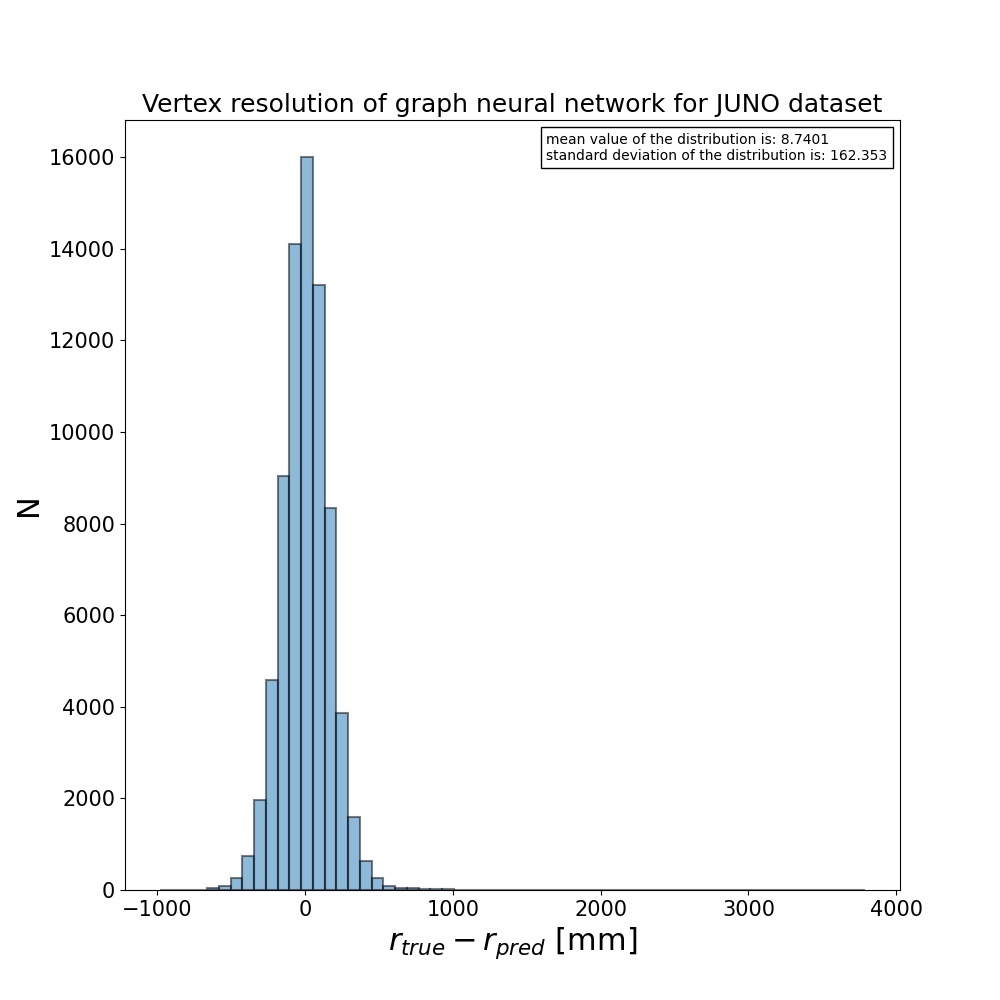 Vertex resolution of graph neural network for JUNO dataset
mean value of the distribution is: 8.7401
standard deviation of the distribution is: 162.353
16000
14000
12000
10000
8000
6000
4000
2000
0
N
−1000 0 1000 2000 3000 4000
r_true − r_pred [mm]